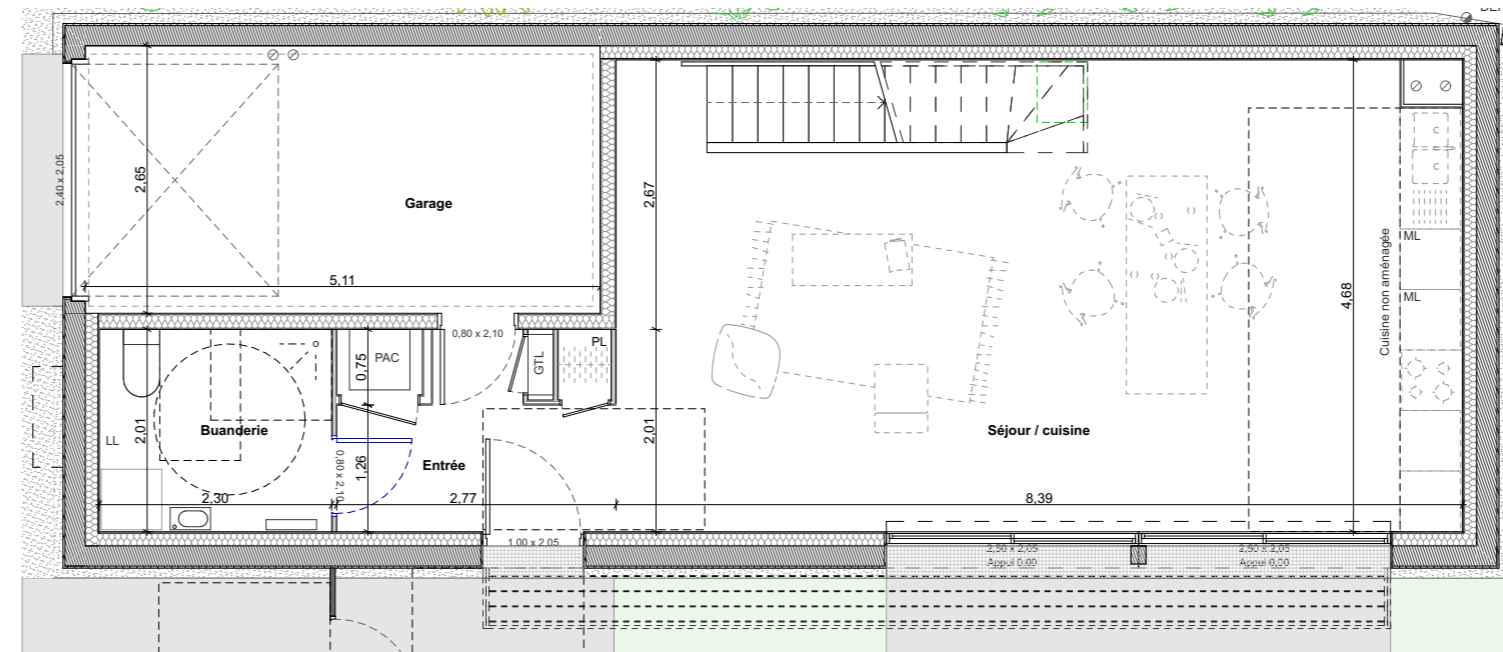 2,40 x 2,05
2,65
Garage
5,11
2,67
4,68
Cuisine non aménagée
C
C
ML
ML
0,80 x 2,10
PAC
0,75
GTL
PL
LL
2,01
Buanderie
0,80 x 2,10
1,26
Entrée
2,01
Séjour / cuisine
2,30
2,77
8,39
1,00 x 2,05
2,50 x 2,05
Appui 0,00
2,50 x 2,05
Appui 0,00